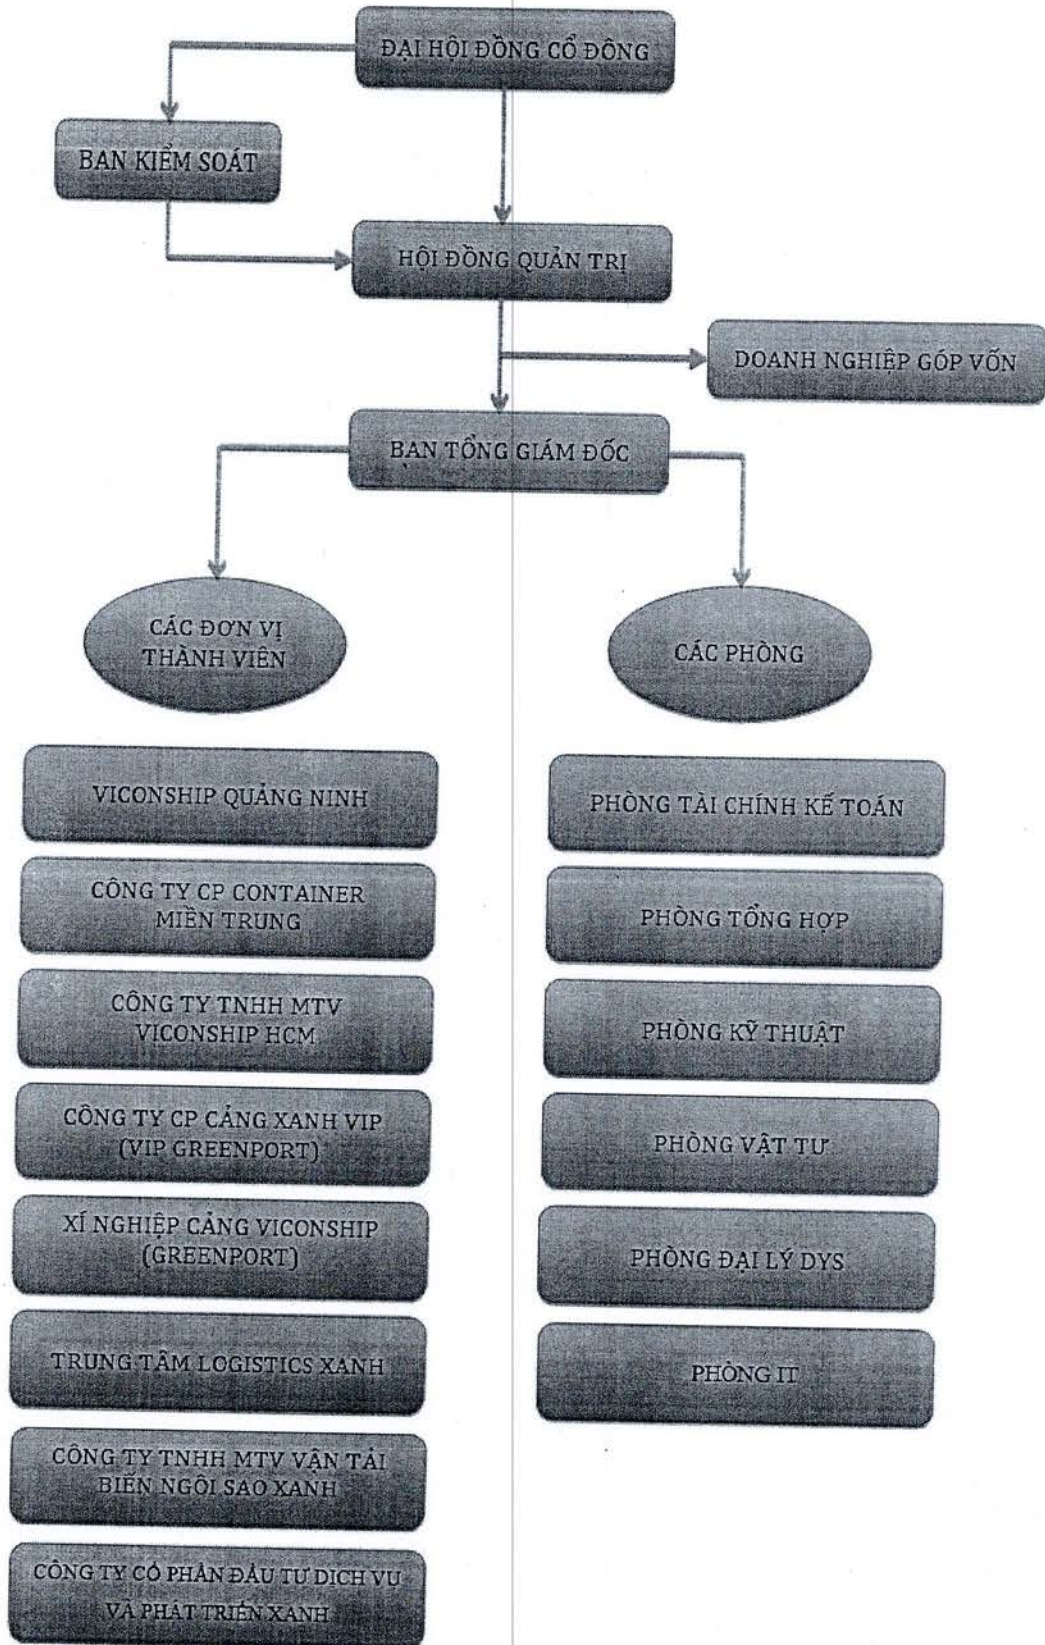 ĐẠI HỘI ĐỒNG CỔ ĐÔNG
BAN KIỂM SOÁT
HỘI ĐỒNG QUẢN TRỊ
DOANH NGHIỆP GÓP VỐN
BAN TỔNG GIÁM ĐỐC
CÁC ĐƠN VỊ
THÀNH VIÊN
CÁC PHÒNG
VICONSHIP QUẢNG NINH
CÔNG TY CP CONTAINER
MIỀN TRUNG
CÔNG TY TNHH MTV
VICONSHIP HCM
CÔNG TY CP CẢNG XANH VIP
(VIP GREENPORT)
XÍ NGHIỆP CẢNG VICONSHIP
(GREENPORT)
TRUNG TÂM LOGISTICS XANH
CÔNG TY TNHH MTV VẬN TẢI
BIỂN NGÔI SAO XANH
CÔNG TY CỔ PHẦN ĐẦU TƯ DỊCH VỤ
VÀ PHÁT TRIỂN XANH
PHÒNG TÀI CHÍNH KẾ TOÁN
PHÒNG TỔNG HỢP
PHÒNG KỸ THUẬT
PHÒNG VẬT TƯ
PHÒNG ĐẠI LÝ DYS
PHÒNG IT